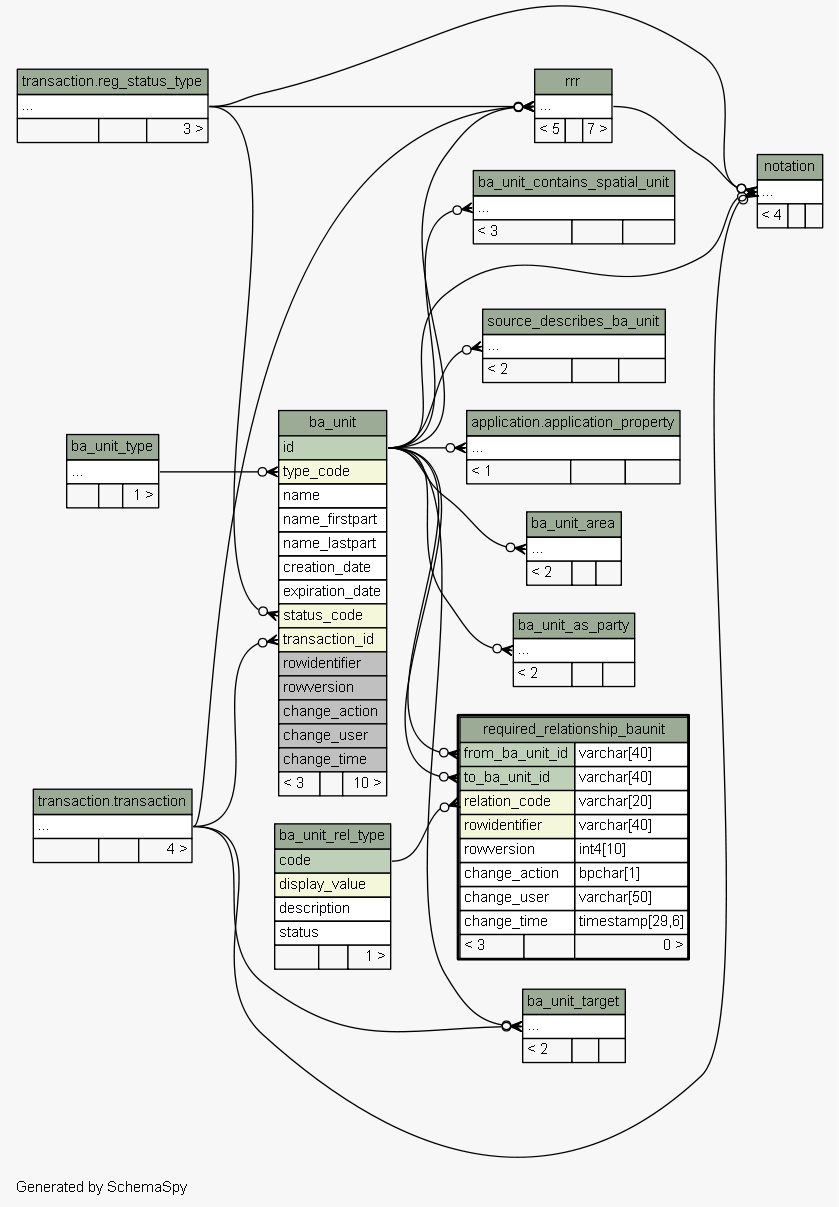 transaction.reg_status_type
...
3 >
rrr
...
< 5 7 >
notation
...
< 4
ba_unit_contains_spatial_unit
...
< 3
source_describes_ba_unit
...
< 2
application.application_property
...
< 1
ba_unit_type
...
1 >
ba_unit
id
type_code
name
name_firstpart
name_lastpart
creation_date
expiration_date
status_code
transaction_id
rowidentifier
rowversion
change_action
change_user
change_time
< 3 10 >
ba_unit_area
...
< 2
ba_unit_as_party
...
< 2
required_relationship_baunit
from_ba_unit_id varchar[40]
to_ba_unit_id varchar[40]
relation_code varchar[20]
rowidentifier varchar[40]
rowversion int4[10]
change_action bpchar[1]
change_user varchar[50]
change_time timestamp[29,6]
< 3 0 >
transaction.transaction
...
4 >
ba_unit_rel_type
code
display_value
description
status
1 >
ba_unit_target
...
< 2
Generated by SchemaSpy